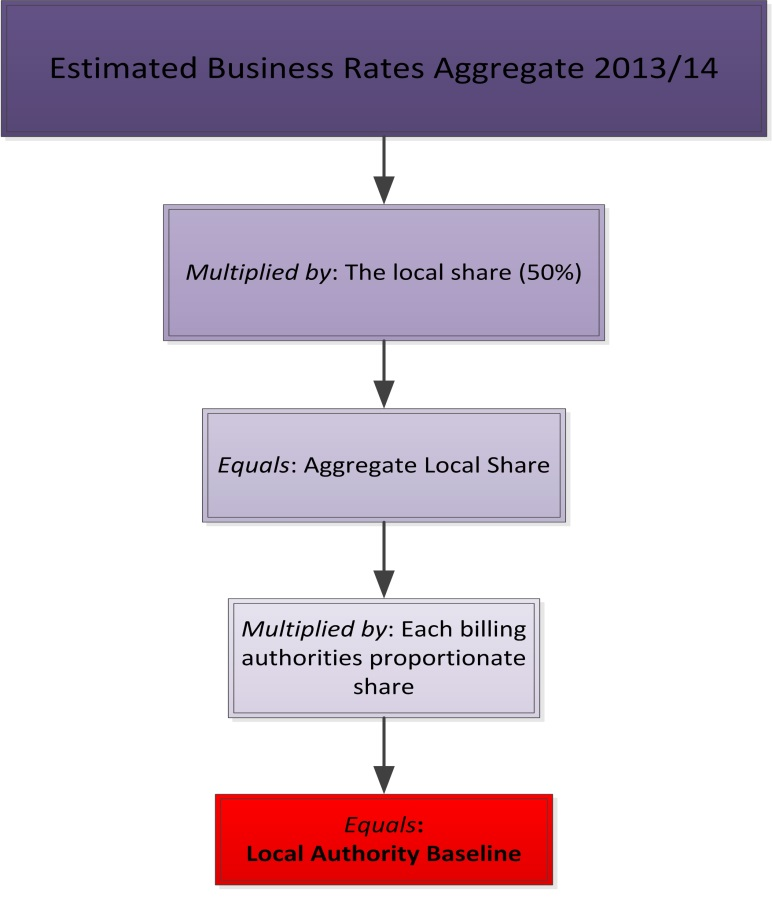 Estimated Business Rates Aggregate 2013/14
Multiplied by: The local share (50%)
Equals: Aggregate Local Share
Multiplied by: Each billing
authorities proportionate
share
Equals:
Local Authority Baseline